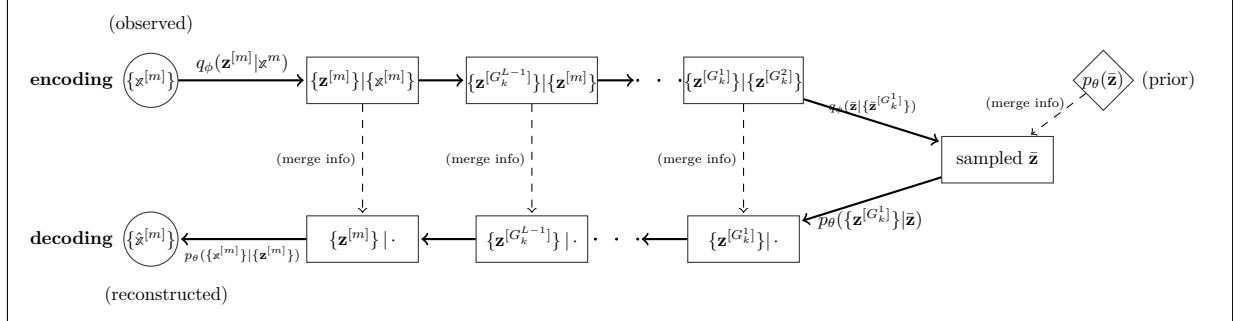 (observed)
encoding {𝕩^{[m]}} q_ϕ(𝐳^{[m]}|𝕩^m) {𝐳^{[m]}}|{𝕩^{[m]}} {𝐳^{[G_k^{L-1}]}|{𝐳^{[m]}} · · · {𝐳^{[G_k^1]}|{𝐳^{[G_k^2]}} p_θ(𝐳̄) (prior)
q_ϕ(𝐳̄|{𝐳̄^{[G_k^1]}}) (merge info)
(merge info) (merge info) (merge info) sampled 𝐳̄
decoding {𝕩̂^{[m]}} p_θ({𝕩^{[m]}}|{𝐳^{[m]}}) {𝐳^{[m]}} | · {𝐳^{[G_k^{L-1}]}} | · · · · {𝐳^{[G_k^1]}} | · p_θ({𝐳^{[G_k^1]}|𝐳̄)
(reconstructed)